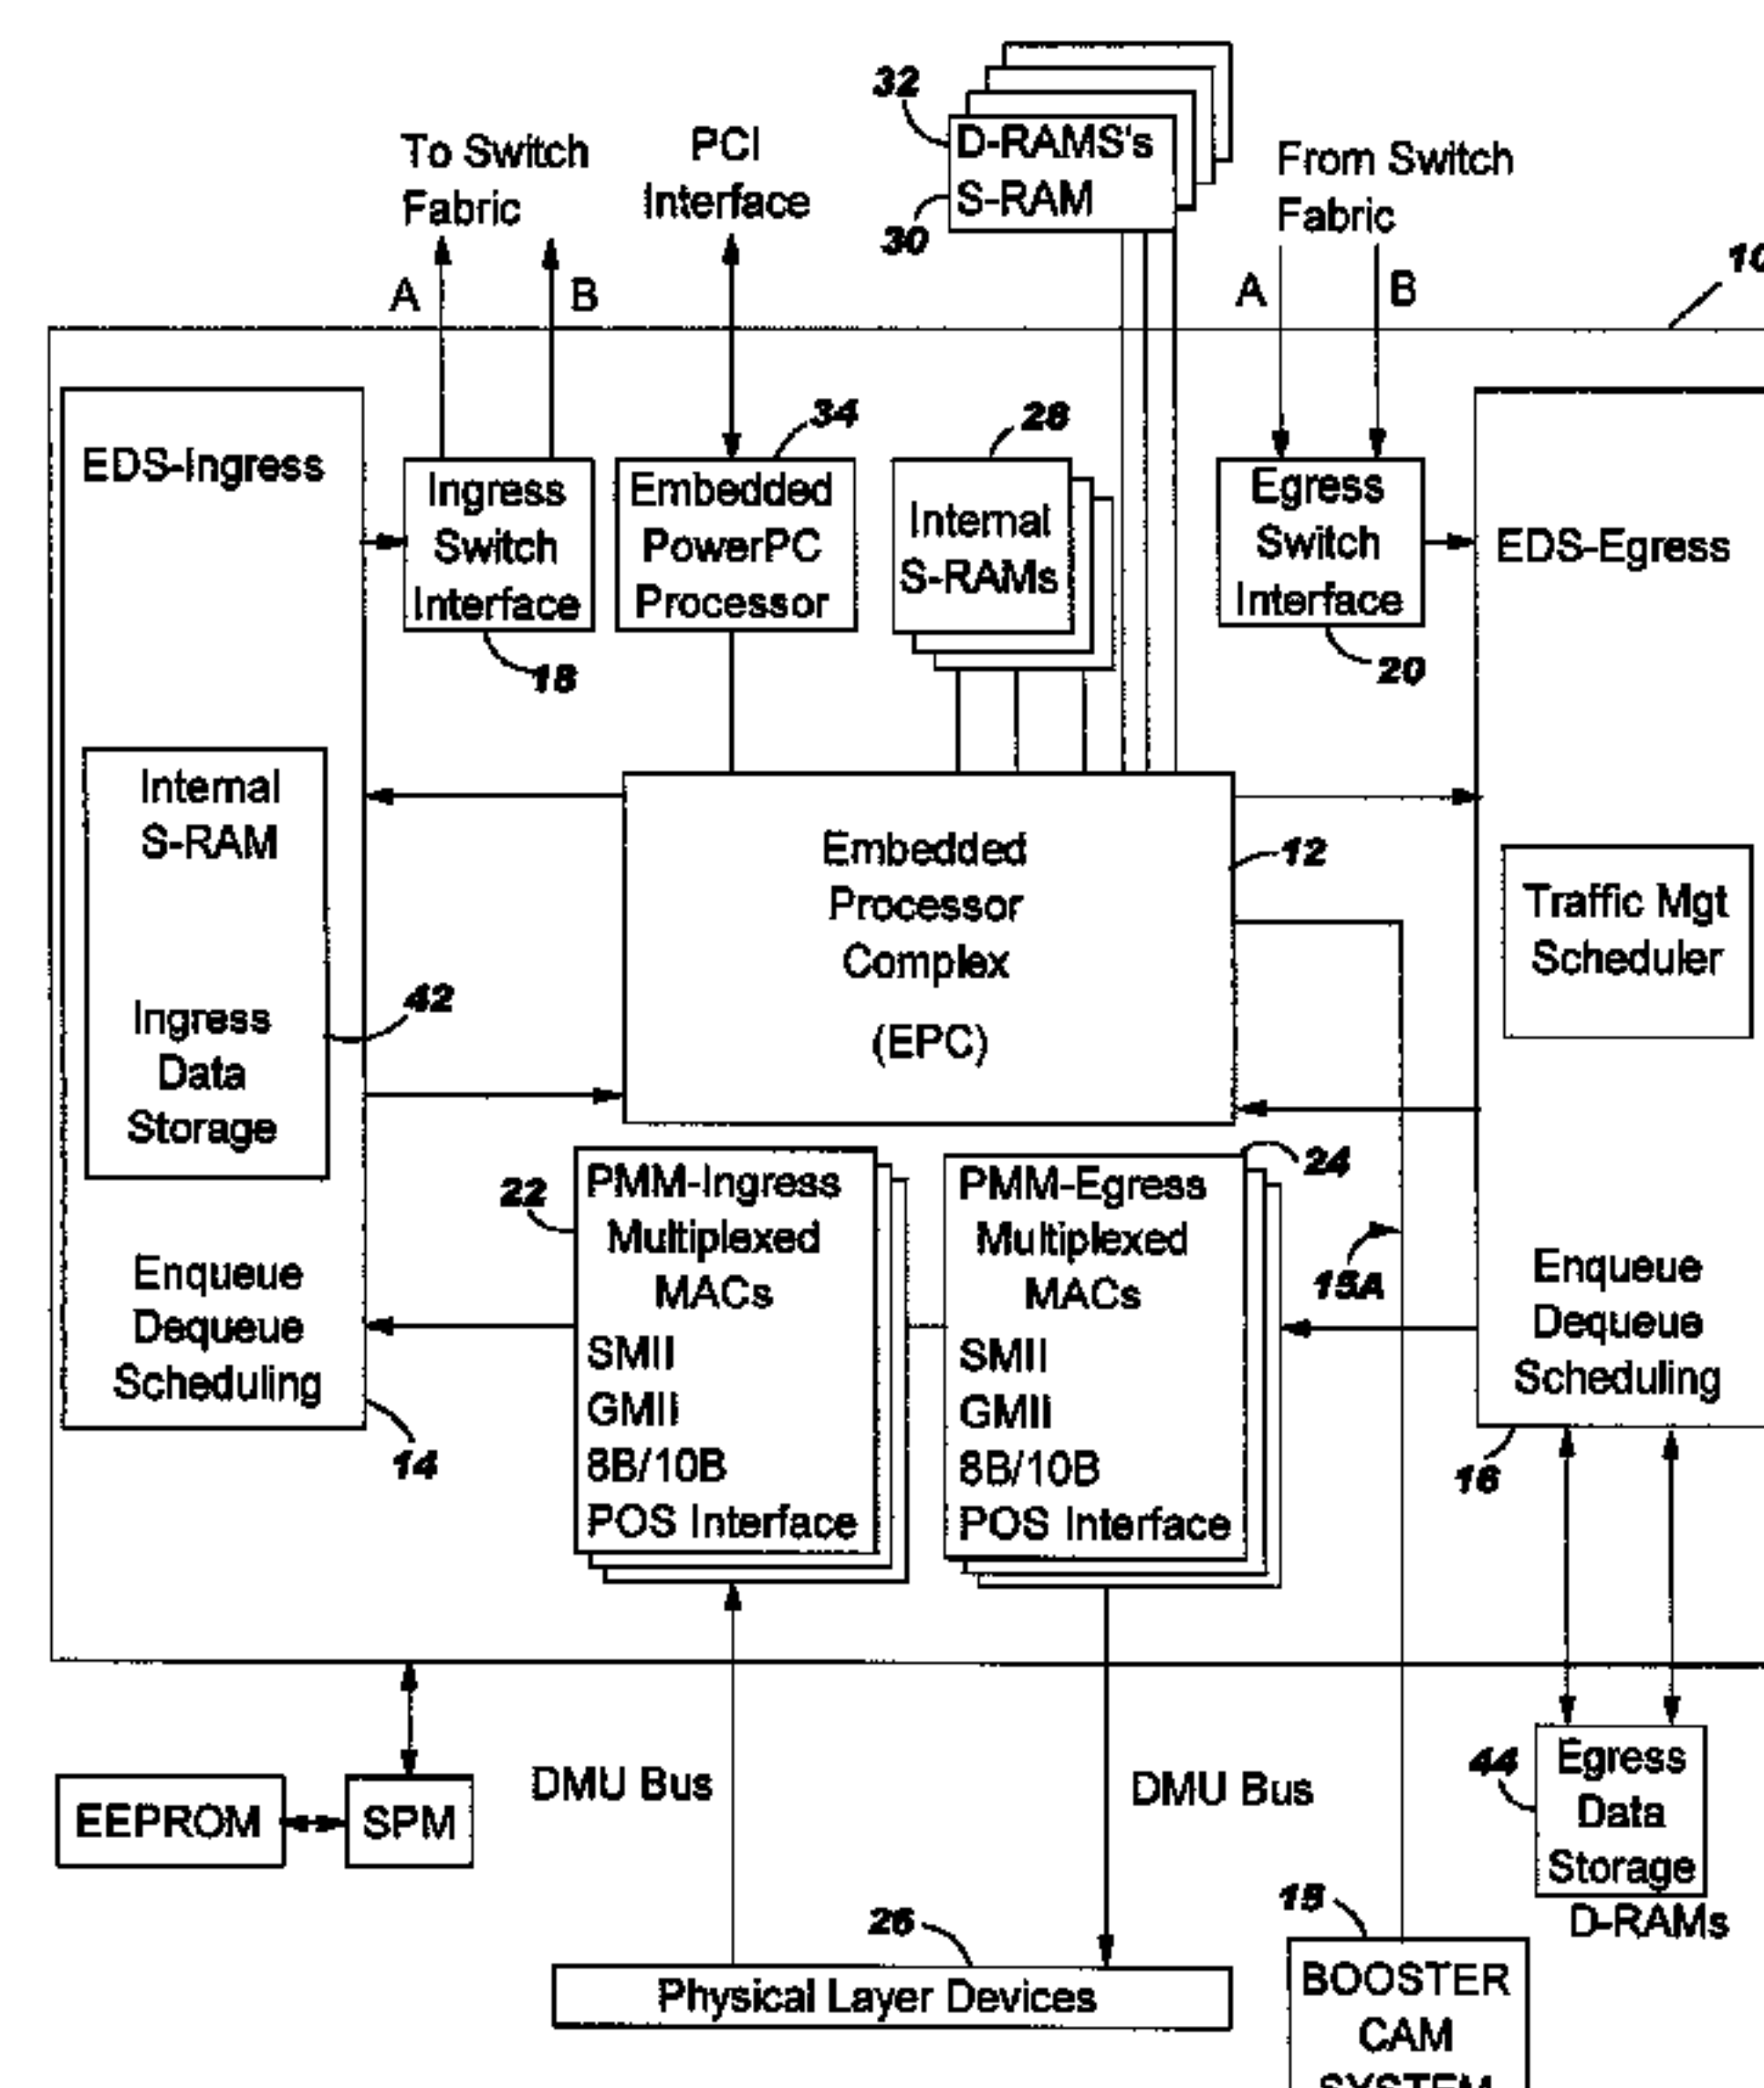 32
D-RAMS's
S-RAM
30
To Switch
Fabric
A
B
PCI
Interface
From Switch
Fabric
A
B
10
EDS-Ingress
Ingress
Switch
Interface
18
34
Embedded
PowerPC
Processor
28
Internal
S-RAMs
Egress
Switch
Interface
20
EDS-Egress
Internal
S-RAM
Ingress
Data
Storage
42
Embedded
Processor
Complex
(EPC)
12
Traffic Mgt
Scheduler
Enqueue
Dequeue
Scheduling
14
22
PMM-Ingress
Multiplexed
MACs
SMII
GMII
8B/10B
POS Interface
24
PMM-Egress
Multiplexed
MACs
SMII
GMII
8B/10B
POS Interface
15A
Enqueue
Dequeue
Scheduling
16
EEPROM
SPM
DMU Bus
DMU Bus
44
Egress
Data
Storage
D-RAMs
26
Physical Layer Devices
15
BOOSTER
CAM
SYSTEM